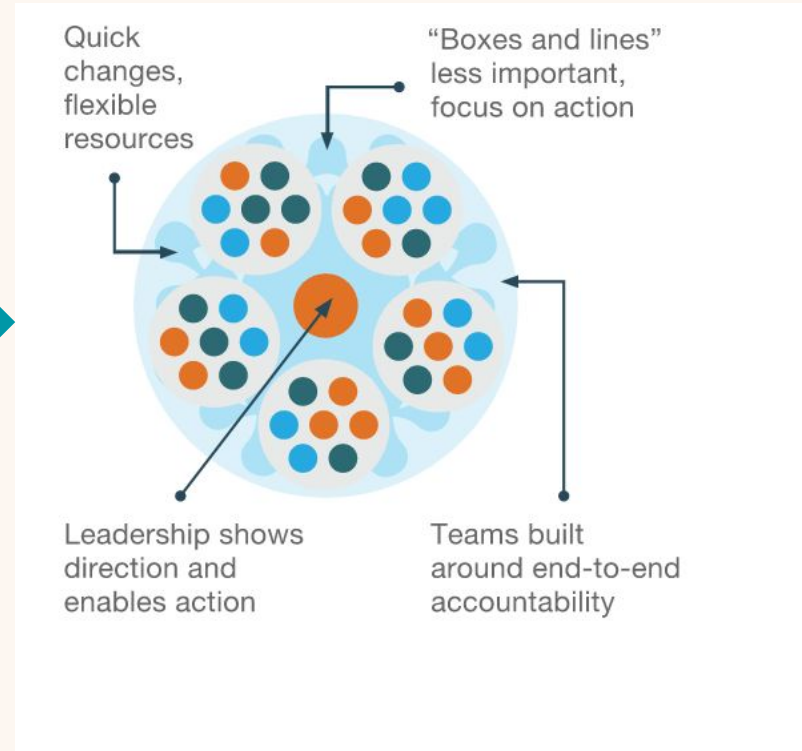 Quick
changes,
flexible
resources
“Boxes and lines”
less important,
focus on action
Leadership shows
direction and
enables action
Teams built
around end-to-end
accountability